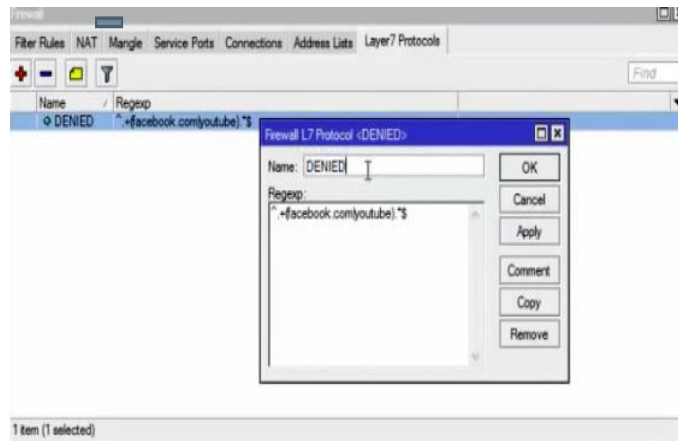 Firewall
Filter Rules NAT Mangle Service Ports Connections Address Lists Layer7 Protocols
Find
Name Regexp
DENIED ^.+(facebook.com|youtube).*$
Firewall L7 Protocol <DENIED>
Name: DENIED
OK
Regexp:
^.+(facebook.com|youtube).*$
Cancel
Apply
Comment
Copy
Remove
1 item (1 selected)